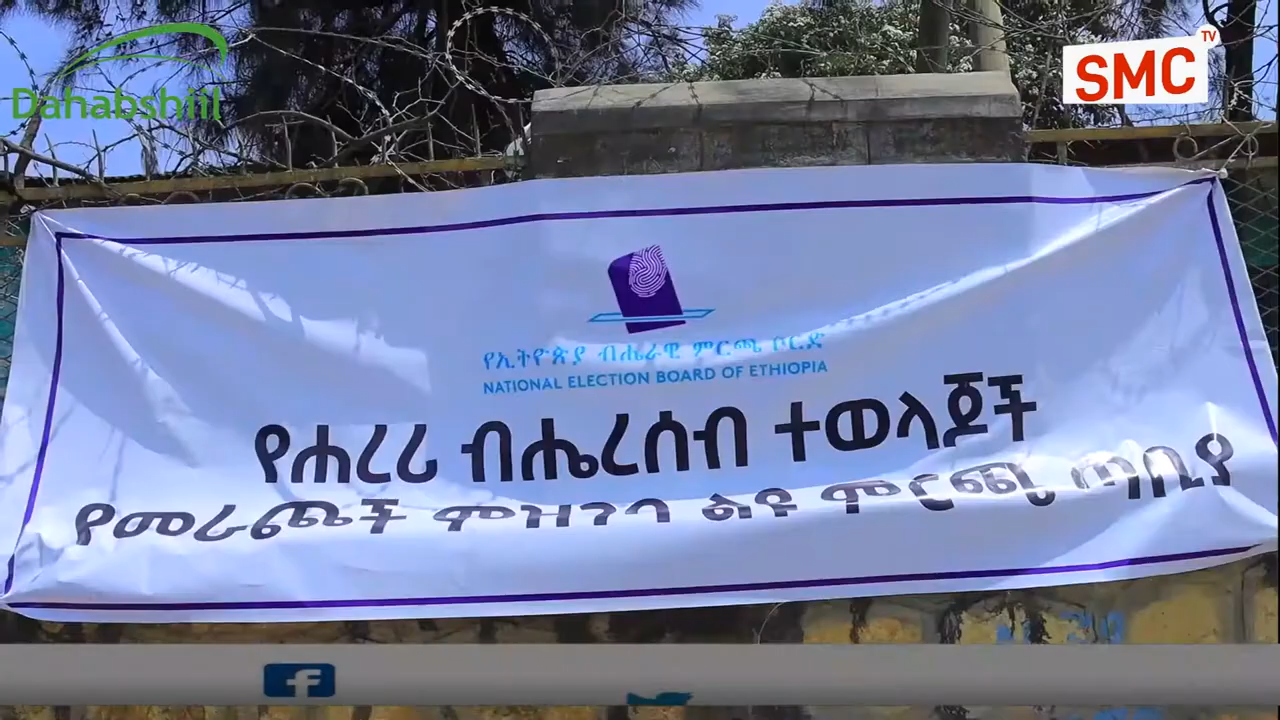 Dahabshiil
SMC TV
የኢትዮጵያ ብሔራዊ ምርጫ ቦርድ
NATIONAL ELECTION BOARD OF ETHIOPIA
የሐረሪ ብሔረሰብ ተወላጆች
የመራጮች ምዝገባ ልዩ ምርጫ ጣቢያ